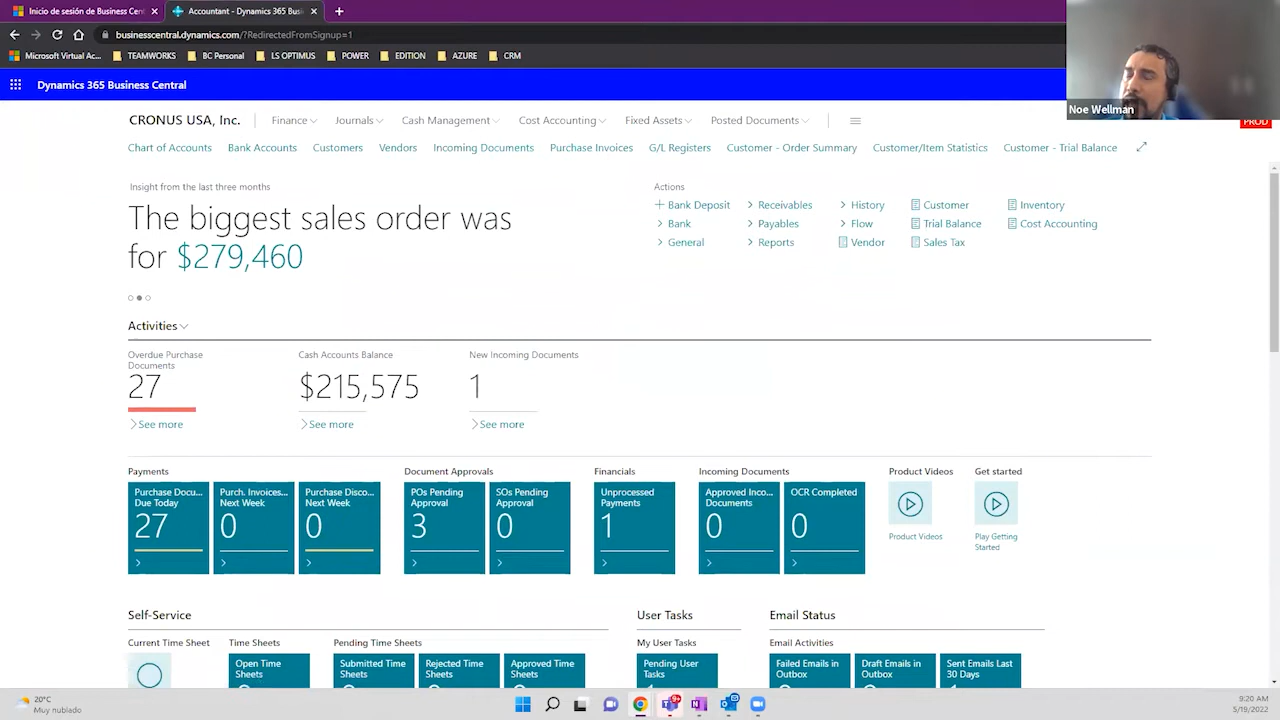 Inicio de sesión de Business Cent
Accountant - Dynamics 365 Busi
businesscentral.dynamics.com/?RedirectedFromSignup=1
Microsoft Virtual Ac...
TEAMWORKS
BC Personal
LS OPTIMUS
POWER
EDITION
AZURE
CRM
Noe Wellman
Dynamics 365 Business Central
PROD
CRONUS USA, Inc.
Finance
Journals
Cash Management
Cost Accounting
Fixed Assets
Posted Documents
Chart of Accounts
Bank Accounts
Customers
Vendors
Incoming Documents
Purchase Invoices
G/L Registers
Customer - Order Summary
Customer/Item Statistics
Customer - Trial Balance
Insight from the last three months
The biggest sales order was
for $279,460
Actions
Bank Deposit
Receivables
History
Customer
Inventory
Bank
Payables
Flow
Trial Balance
Cost Accounting
General
Reports
Vendor
Sales Tax
Activities
Overdue Purchase
Documents
27
See more
Cash Accounts Balance
$215,575
See more
New Incoming Documents
1
See more
Payments
Purchase Docu...
Due Today
27
Purch. Invoices...
Next Week
0
Purchase Disco...
Next Week
0
Document Approvals
POs Pending
Approval
3
SOs Pending
Approval
0
Financials
Unprocessed
Payments
1
Incoming Documents
Approved Inco...
Documents
0
OCR Completed
0
Product Videos
Product Videos
Get started
Play Getting
Started
Self-Service
Current Time Sheet
Time Sheets
Open Time
Sheets
Pending Time Sheets
Submitted Time
Sheets
Rejected Time
Sheets
Approved Time
Sheets
User Tasks
My User Tasks
Pending User
Tasks
Email Status
Email Activities
Failed Emails in
Outbox
Draft Emails in
Outbox
Sent Emails Last
30 Days
20°C
Muy nublado
9:20 AM
5/19/2022